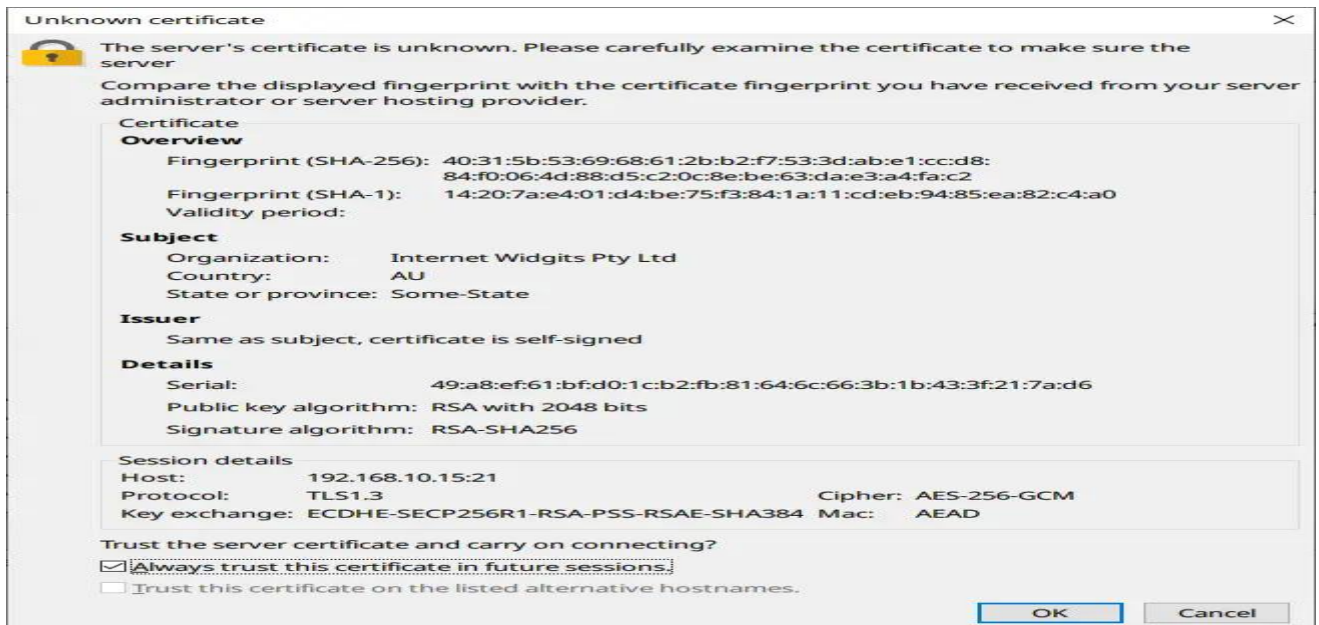 Unknown certificate
The server's certificate is unknown. Please carefully examine the certificate to make sure the
server
Compare the displayed fingerprint with the certificate fingerprint you have received from your server
administrator or server hosting provider.
Certificate
Overview
Fingerprint (SHA-256): 40:31:5b:53:69:68:61:2b:b2:f7:53:3d:ab:e1:cc:d8:
84:f0:06:4d:88:d5:c2:0c:8e:be:63:da:e3:a4:fa:c2
Fingerprint (SHA-1): 14:20:7a:e4:01:d4:be:75:f3:84:1a:11:cd:eb:94:85:ea:82:c4:a0
Validity period:
Subject
Organization: Internet Widgits Pty Ltd
Country: AU
State or province: Some-State
Issuer
Same as subject, certificate is self-signed
Details
Serial: 49:a8:ef:61:bf:d0:1c:b2:fb:81:64:6c:66:3b:1b:43:3f:21:7a:d6
Public key algorithm: RSA with 2048 bits
Signature algorithm: RSA-SHA256
Session details
Host: 192.168.10.15:21
Protocol: TLS1.3 Cipher: AES-256-GCM
Key exchange: ECDHE-SECP256R1-RSA-PSS-RSAE-SHA384 Mac: AEAD
Trust the server certificate and carry on connecting?
Always trust this certificate in future sessions.
Trust this certificate on the listed alternative hostnames.
OK Cancel